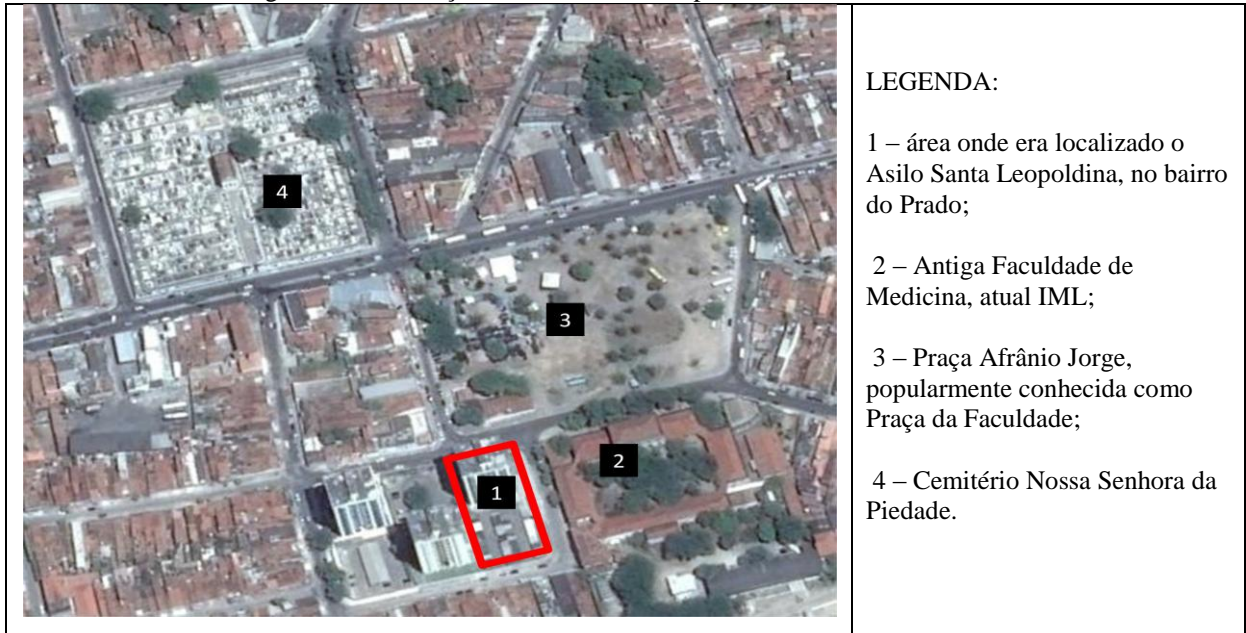 4
3
2
1
LEGENDA:
1 – área onde era localizado o
Asilo Santa Leopoldina, no bairro
do Prado;
2 – Antiga Faculdade de
Medicina, atual IML;
3 – Praça Afrânio Jorge,
popularmente conhecida como
Praça da Faculdade;
4 – Cemitério Nossa Senhora da
Piedade.